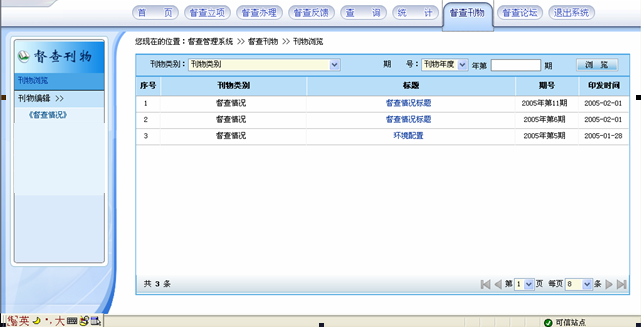 首 页 督查立项 督查办理 督查反馈 查 询 统 计 督查刊物 督查论坛 退出系统
督查刊物
刊物浏览
刊物编辑 >>
《督查情况》
您现在的位置：督查管理系统 >> 督查刊物 >> 刊物浏览
刊物类别： 刊物类别 期 号： 刊物年度 年第 期 浏 览
序号 刊物类别 标题 期号 印发时间
1 督查情况 督查情况标题 2005年第11期 2005-02-01
2 督查情况 督查情况标题 2005年第6期 2005-02-01
3 督查情况 环境配置 2005年第5期 2005-01-28
共 3 条 第 1 页 每页 8 条
英 大 可信站点